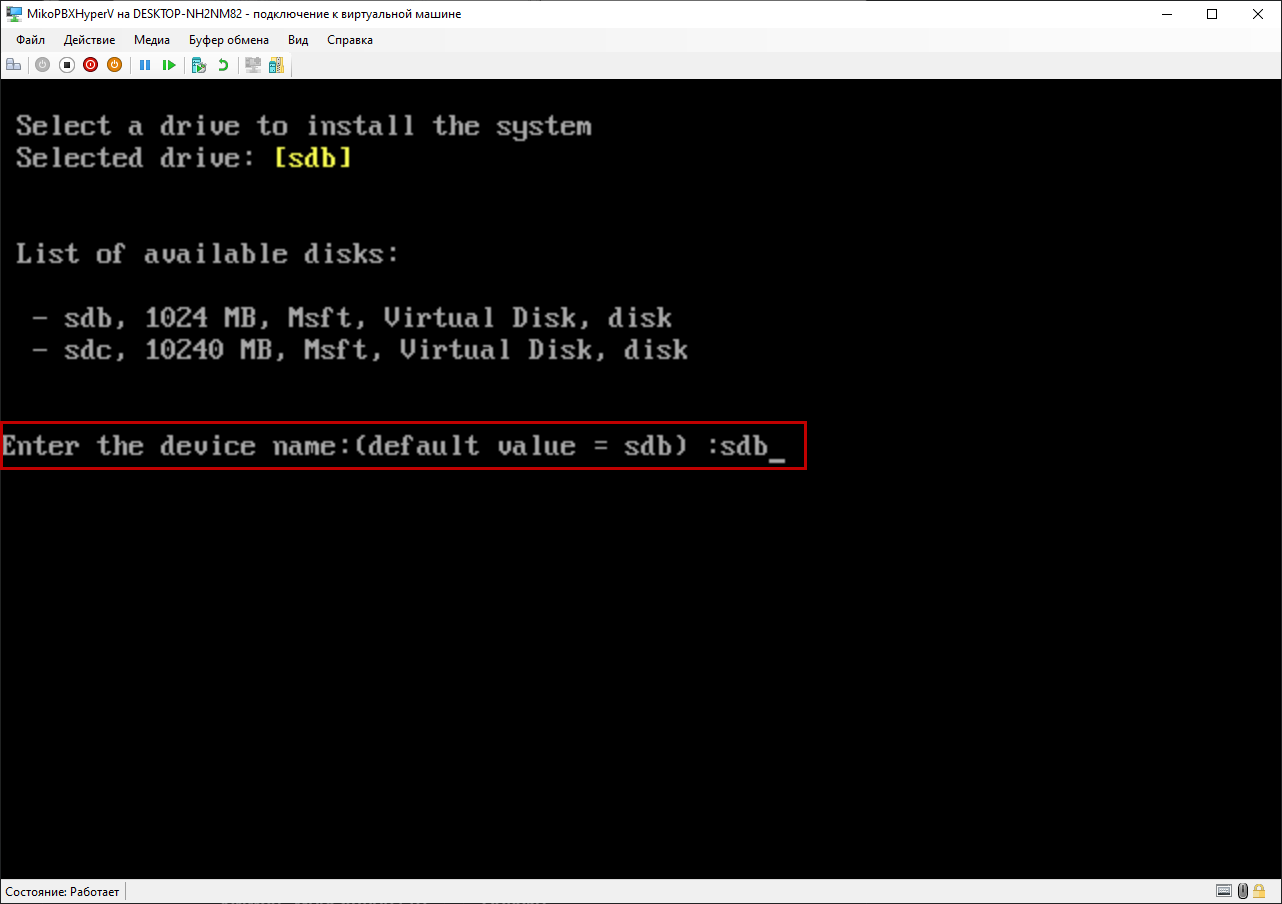 MikoPBXHyperV на DESKTOP-NH2NM82 - подключение к виртуальной машине
Файл Действие Медиа Буфер обмена Вид Справка
Select a drive to install the system
Selected drive: [sdb]
List of available disks:
- sdb, 1024 MB, Msft, Virtual Disk, disk
- sdc, 10240 MB, Msft, Virtual Disk, disk
Enter the device name:(default value = sdb) :sdb_
Состояние: Работает